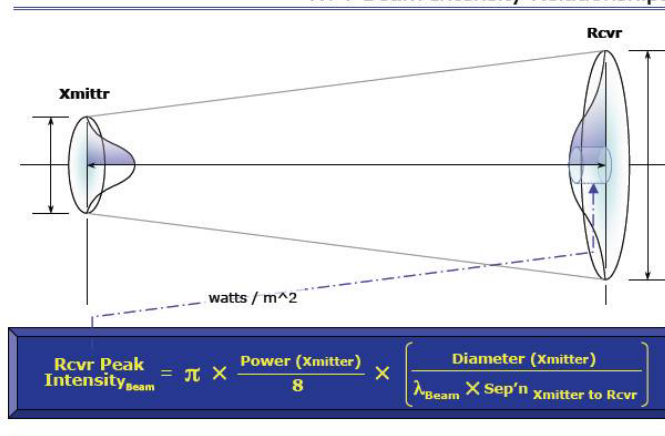 Rcvr
Xmittr
watts / m^2
Rcvr Peak Intensity Beam = π × Power (Xmitter) / 8 × ( Diameter (Xmitter) / λ Beam × Sep'n Xmitter to Rcvr )